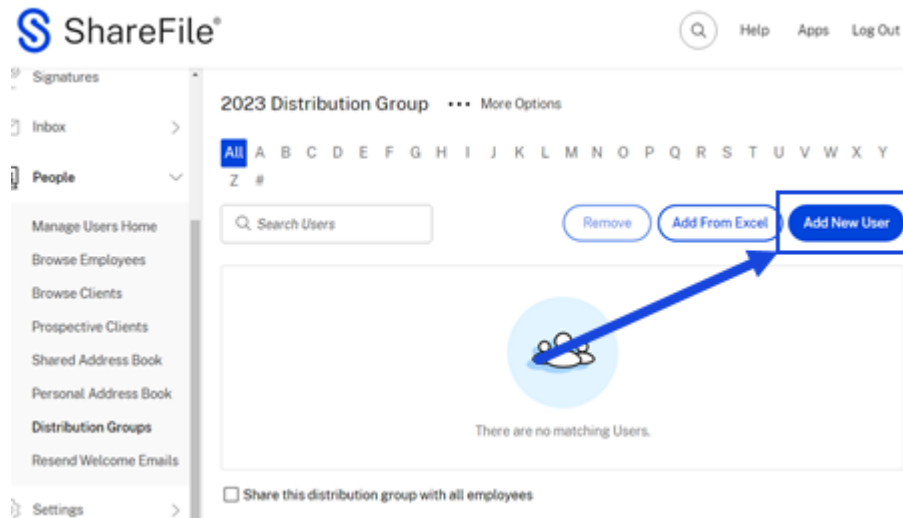 ShareFile®
Help Apps Log Out
Signatures
Inbox
People
Manage Users Home
Browse Employees
Browse Clients
Prospective Clients
Shared Address Book
Personal Address Book
Distribution Groups
Resend Welcome Emails
Settings
2023 Distribution Group ••• More Options
All A B C D E F G H I J K L M N O P Q R S T U V W X Y
Z #
Search Users Remove Add From Excel Add New User
There are no matching Users.
Share this distribution group with all employees